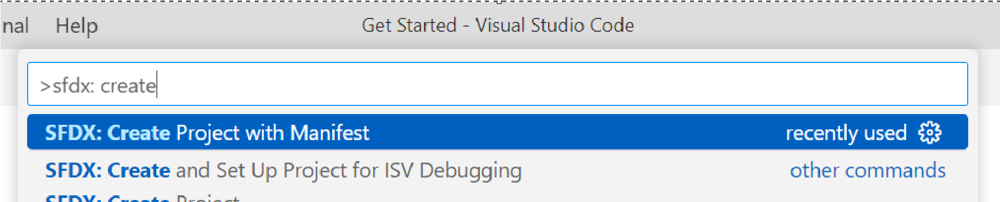 nal Help Get Started - Visual Studio Code
>sfdx: create
SFDX: Create Project with Manifest recently used
SFDX: Create and Set Up Project for ISV Debugging other commands
SFDX: Create Project